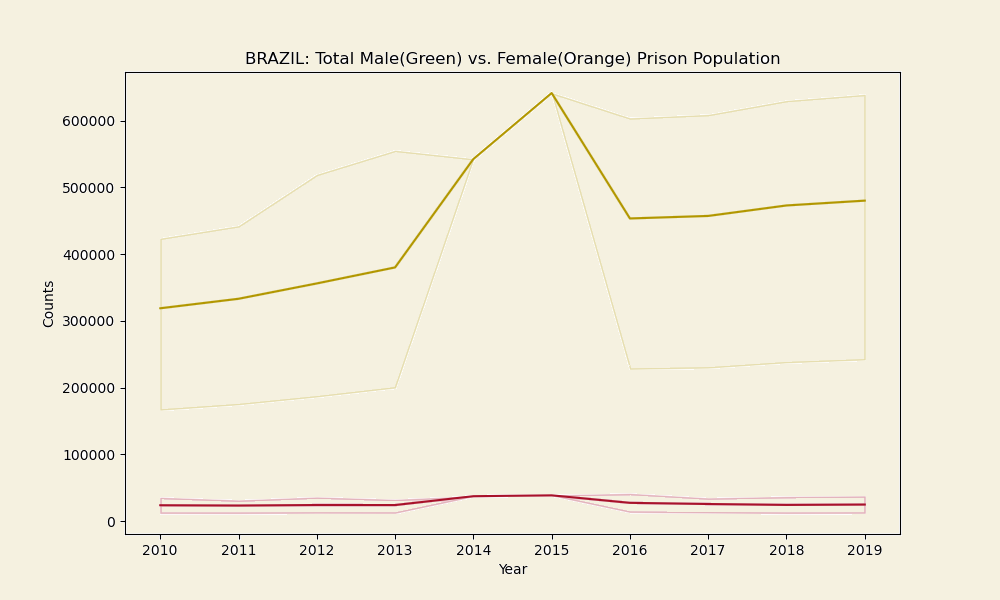 BRAZIL: Total Male(Green) vs. Female(Orange) Prison Population
600000
500000
400000
300000
200000
100000
0
Counts
2010 2011 2012 2013 2014 2015 2016 2017 2018 2019
Year